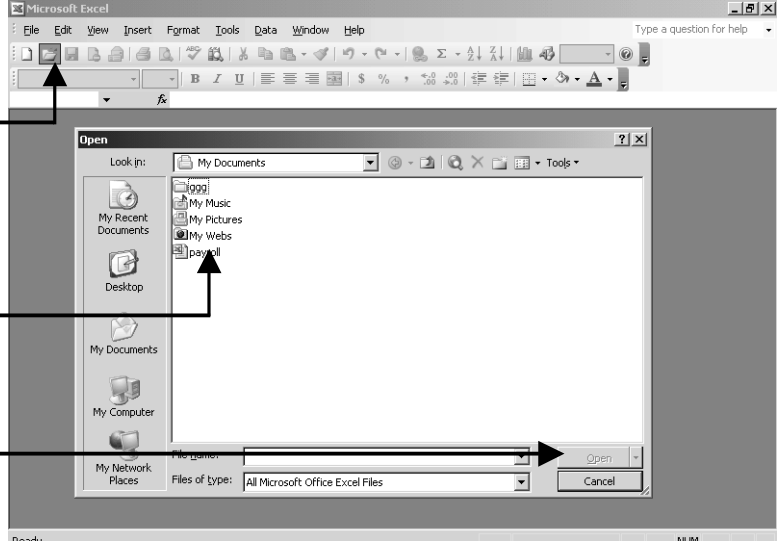 Microsoft Excel
File Edit View Insert Format Tools Data Window Help Type a question for help
ABC
B I U $ % ,
fx
Open
Look in: My Documents Tools
jggg
My Music
My Pictures
My Webs
payroll
My Recent
Documents
Desktop
My Documents
My Computer
My Network
Places
File name: Open
Files of type: All Microsoft Office Excel Files Cancel
Ready NUM